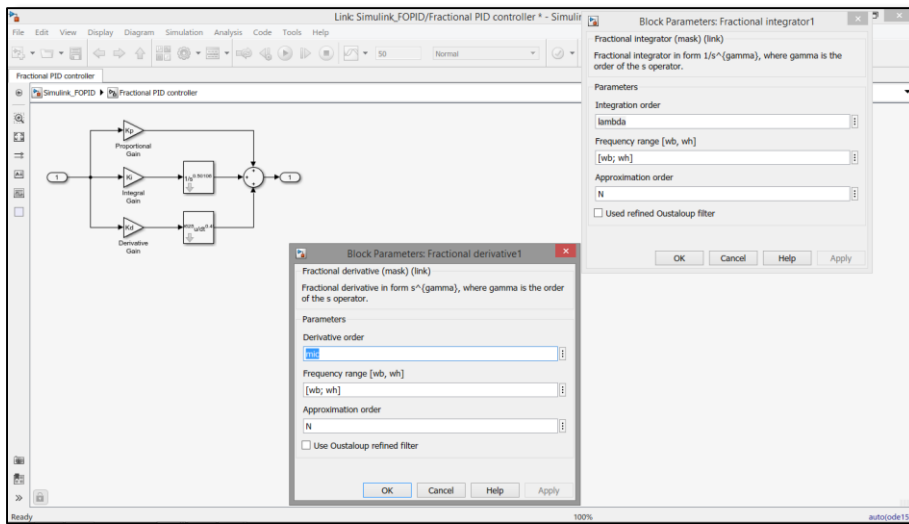 Link: Simulink_FOPID/Fractional PID controller * - Simulin
File Edit View Display Diagram Simulation Analysis Code Tools Help
50
Normal
Fractional PID controller
Simulink_FOPID
Fractional PID controller
Kp
Proportional
Gain
1
Ki
Integral
Gain
1/s^0.50106
1
Kd
Derivative
Gain
Block Parameters: Fractional integrator1
Fractional integrator (mask) (link)
Fractional integrator in form 1/s^{gamma}, where gamma is the
order of the s operator.
Parameters
Integration order
lambda
Frequency range [wb, wh]
[wb; wh]
Approximation order
N
Used refined Oustaloup filter
OK Cancel Help Apply
Block Parameters: Fractional derivative1
Fractional derivative (mask) (link)
Fractional derivative in form s^{gamma}, where gamma is the order
of the s operator.
Parameters
Derivative order
mic
Frequency range [wb, wh]
[wb; wh]
Approximation order
N
Use Oustaloup refined filter
OK Cancel Help Apply
Ready
100%
auto(ode15